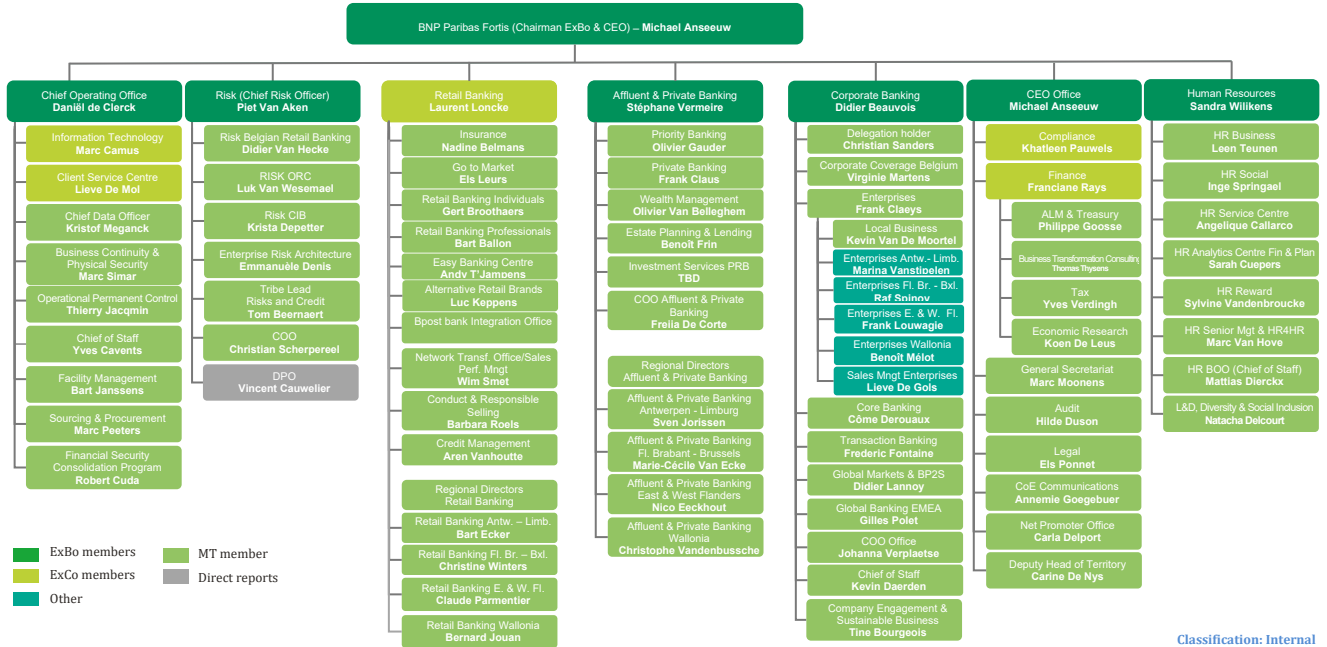 BNP Paribas Fortis (Chairman ExBo & CEO) – Michael Anseeuw
Chief Operating Office
Daniël de Clerck
Information Technology
Marc Camus
Client Service Centre
Lieve De Mol
Chief Data Officer
Kristof Meganck
Business Continuity &
Physical Security
Marc Simar
Operational Permanent Control
Thierry Jacqmin
Chief of Staff
Yves Cavents
Facility Management
Bart Janssens
Sourcing & Procurement
Marc Peeters
Financial Security
Consolidation Program
Robert Cuda
Risk (Chief Risk Officer)
Piet Van Aken
Risk Belgian Retail Banking
Didier Van Hecke
RISK ORC
Luk Van Wesemael
Risk CIB
Krista Depetter
Enterprise Risk Architecture
Emmanuèle Denis
Tribe Lead
Risks and Credit
Tom Beernaert
COO
Christian Scherpereel
DPO
Vincent Cauwelier
Retail Banking
Laurent Loncke
Insurance
Nadine Belmans
Go to Market
Els Leurs
Retail Banking Individuals
Gert Broothaers
Retail Banking Professionals
Bart Ballon
Easy Banking Centre
Andy T'Jampens
Alternative Retail Brands
Luc Keppens
Bpost bank Integration Office
Network Transf. Office/Sales
Perf. Mngt
Wim Smet
Conduct & Responsible
Selling
Barbara Roels
Credit Management
Aren Vanhoutte
Regional Directors
Retail Banking
Retail Banking Antw. – Limb.
Bart Ecker
Retail Banking Fl. Br. – Bxl.
Christine Winters
Retail Banking E. & W. Fl.
Claude Parmentier
Retail Banking Wallonia
Bernard Jouan
Affluent & Private Banking
Stéphane Vermeire
Priority Banking
Olivier Gauder
Private Banking
Frank Claus
Wealth Management
Olivier Van Belleghem
Estate Planning & Lending
Benoît Frin
Investment Services PRB
TBD
COO Affluent & Private
Banking
Freija De Corte
Regional Directors
Affluent & Private Banking
Affluent & Private Banking
Antwerpen - Limburg
Sven Jorissen
Affluent & Private Banking
Fl. Brabant - Brussels
Marie-Cécile Van Ecke
Affluent & Private Banking
East & West Flanders
Nico Eeckhout
Affluent & Private Banking
Wallonia
Christophe Vandenbussche
Corporate Banking
Didier Beauvois
Delegation holder
Christian Sanders
Corporate Coverage Belgium
Virginie Martens
Enterprises
Frank Claeys
Local Business
Kevin Van De Moortel
Enterprises Antw.- Limb.
Marina Vanstipelen
Enterprises Fl. Br. - Bxl.
Raf Spinoy
Enterprises E. & W. Fl.
Frank Louwagie
Enterprises Wallonia
Benoît Mélot
Sales Mngt Enterprises
Lieve De Gols
Core Banking
Côme Derouaux
Transaction Banking
Frederic Fontaine
Global Markets & BP2S
Didier Lannoy
Global Banking EMEA
Gilles Polet
COO Office
Johanna Verplaetse
Chief of Staff
Kevin Daerden
Company Engagement &
Sustainable Business
Tine Bourgeois
CEO Office
Michael Anseeuw
Compliance
Khatleen Pauwels
Finance
Franciane Rays
ALM & Treasury
Philippe Goosse
Business Transformation Consulting
Thomas Thysens
Tax
Yves Verdingh
Economic Research
Koen De Leus
General Secretariat
Marc Moonens
Audit
Hilde Duson
Legal
Els Ponnet
CoE Communications
Annemie Goegebuer
Net Promoter Office
Carla Delport
Deputy Head of Territory
Carine De Nys
Human Resources
Sandra Wilikens
HR Business
Leen Teunen
HR Social
Inge Springael
HR Service Centre
Angelique Callarco
HR Analytics Centre Fin & Plan
Sarah Cuepers
HR Reward
Sylvine Vandenbroucke
HR Senior Mgt & HR4HR
Marc Van Hove
HR BOO (Chief of Staff)
Mattias Dierckx
L&D, Diversity & Social Inclusion
Natacha Delcourt
ExBo members
ExCo members
Other
MT member
Direct reports
Classification: Internal